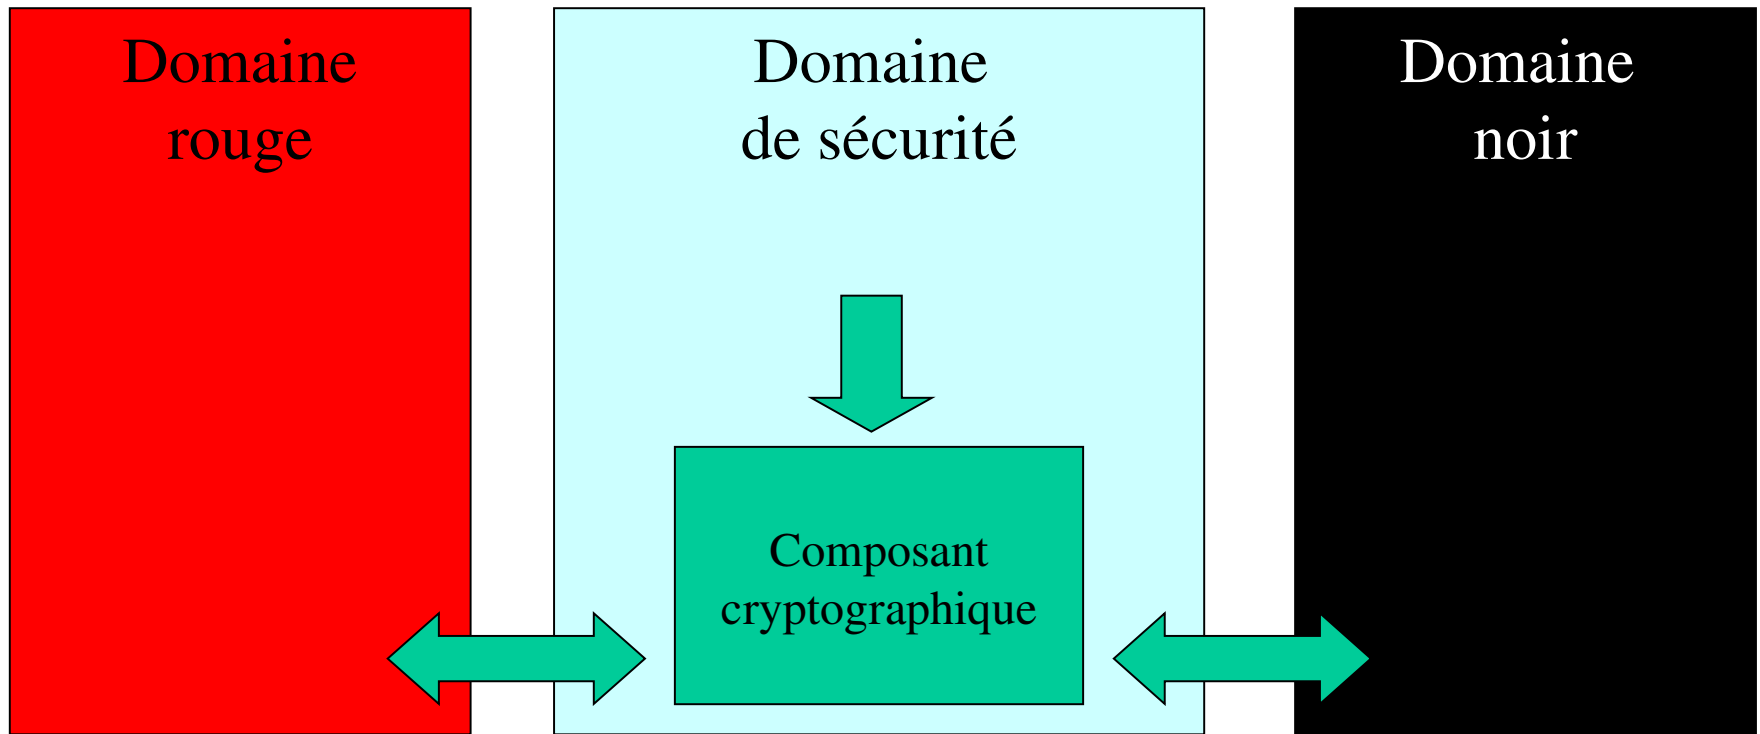 Domaine
rouge
Domaine
de sécurité
Domaine
noir
Composant
cryptographique